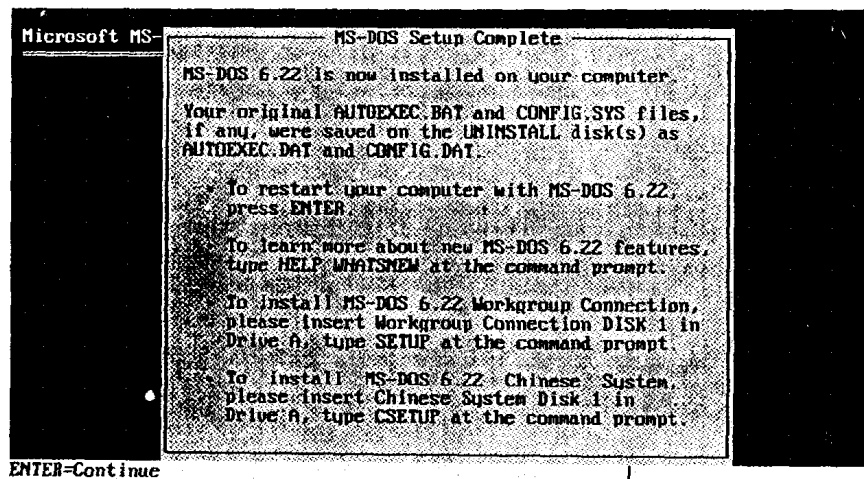 Microsoft MS-
MS-DOS Setup Complete
MS-DOS 6.22 is now installed on your computer.
Your original AUTOEXEC.BAT and CONFIG.SYS files,
if any, were saved on the UNINSTALL disk(s) as
AUTOEXEC.DAT and CONFIG.DAT.
To restart your computer with MS-DOS 6.22,
press ENTER.
To learn more about new MS-DOS 6.22 features,
type HELP WHATSNEW at the command prompt.
To install MS-DOS 6.22 Workgroup Connection,
please insert Workgroup Connection DISK 1 in
Drive A, type SETUP at the command prompt.
To install MS-DOS 6.22 Chinese System,
please insert Chinese System Disk 1 in
Drive A, type CSETUP at the command prompt.
ENTER=Continue